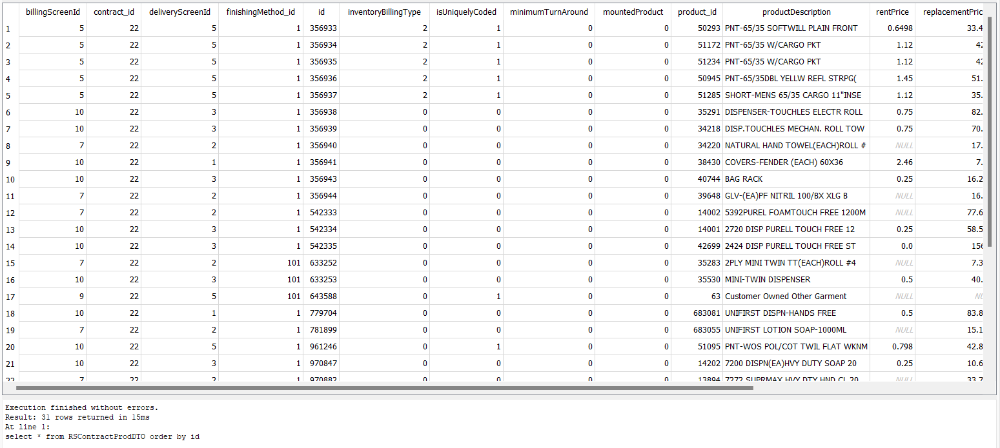 billingScreenId contract_id deliveryScreenId finishingMethod_id id inventoryBillingType isUniquelyCoded minimumTurnAround mountedProduct product_id productDescription rentPrice replacementPric
1 5 22 5 1 356933 2 1 0 0 50293 PNT-65/35 SOFTWILL PLAIN FRONT 0.6498 33.4
2 5 22 5 1 356934 2 1 0 0 51172 PNT-65/35 W/CARGO PKT 1.12 42
3 5 22 5 1 356935 2 1 0 0 51234 PNT-65/35 W/CARGO PKT 1.12 42
4 5 22 5 1 356936 2 1 0 0 50945 PNT-65/35DBL YELLW REFL STRPG( 1.45 51.
5 5 22 5 1 356937 2 1 0 0 51285 SHORT-MENS 65/35 CARGO 11"INSE 1.12 35.
6 10 22 3 1 356938 0 0 0 0 35291 DISPENSER-TOUCHLES ELECTR ROLL 0.75 82.
7 10 22 3 1 356939 0 0 0 0 34218 DISP.TOUCHLES MECHAN. ROLL TOW 0.75 70.
8 7 22 2 1 356940 0 0 0 0 34220 NATURAL HAND TOWEL(EACH)ROLL # NULL 17.
9 10 22 1 1 356941 0 0 0 0 38430 COVERS-FENDER (EACH) 60X36 2.46 7.
10 10 22 3 1 356943 0 0 0 0 40744 BAG RACK 0.25 16.2
11 7 22 2 1 356944 0 0 0 0 39648 GLV-(EA)PF NITRIL 100/BX XLG B NULL 16.
12 7 22 2 1 542333 0 0 0 0 14002 5392PUREL FOAMTOUCH FREE 1200M NULL 77.6
13 10 22 3 1 542334 0 0 0 0 14001 2720 DISP PURELL TOUCH FREE 12 0.25 58.5
14 10 22 3 1 542335 0 0 0 0 42699 2424 DISP PURELL TOUCH FREE ST 0.0 156
15 7 22 2 101 633252 0 0 0 0 35283 2PLY MINI TWIN TT(EACH)ROLL #4 NULL 7.3
16 10 22 3 101 633253 0 0 0 0 35530 MINI-TWIN DISPENSER 0.5 40.
17 9 22 5 101 643588 0 1 0 0 63 Customer Owned Other Garment NULL NU
18 10 22 1 1 779704 0 0 0 0 683081 UNIFIRST DISPN-HANDS FREE 0.5 83.8
19 7 22 2 1 781899 0 0 0 0 683055 UNIFIRST LOTION SOAP-1000ML NULL 15.1
20 10 22 5 1 961246 0 1 0 0 51095 PNT-WOS POL/COT TWIL FLAT WKNM 0.798 42.8
21 10 22 3 1 970847 0 0 0 0 14202 7200 DISPN(EA)HVY DUTY SOAP 20 0.25 10.6
22 7 22 2 1 970882 0 0 0 0 13894 7272 SUPRMAX HVY DTY HND CL 20 NULL 33.7
Execution finished without errors.
Result: 31 rows returned in 15ms
At line 1:
select * from RSContractProdDTO order by id